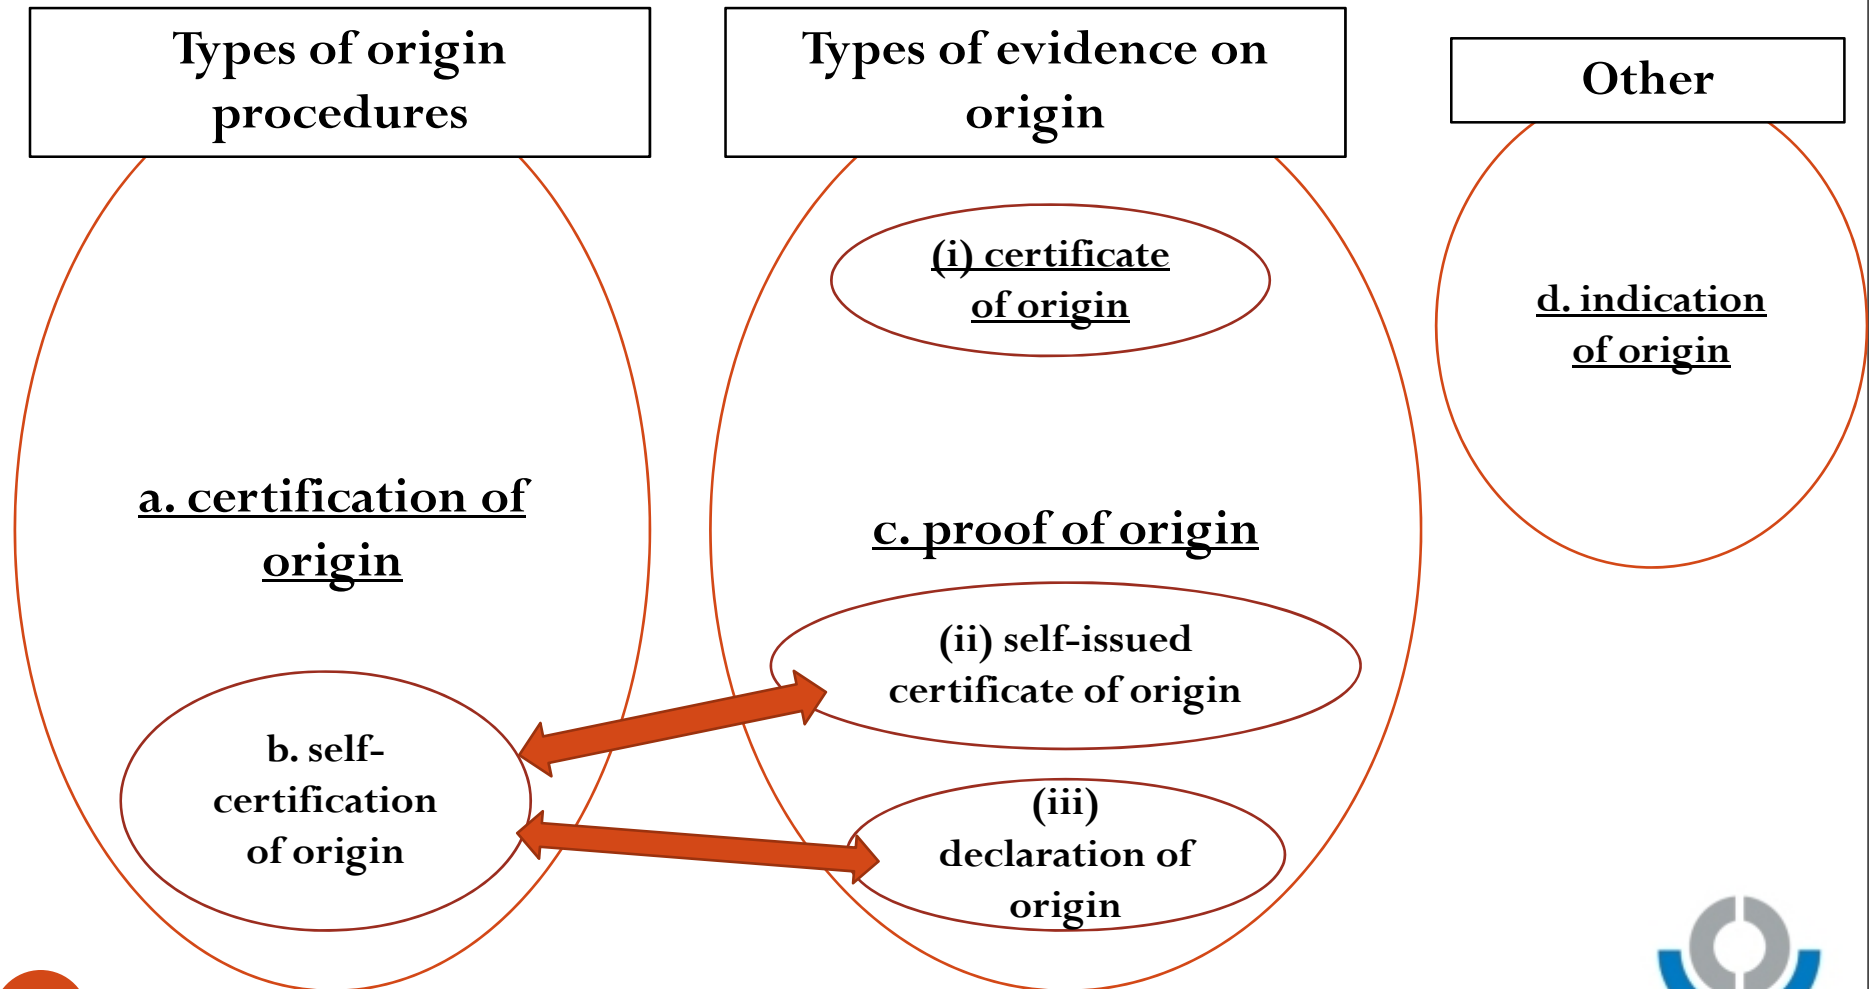 Types of origin
procedures
a. certification of
origin
b. self-
certification
of origin
Types of evidence on
origin
(i) certificate
of origin
c. proof of origin
(ii) self-issued
certificate of origin
(iii)
declaration of
origin
Other
d. indication
of origin